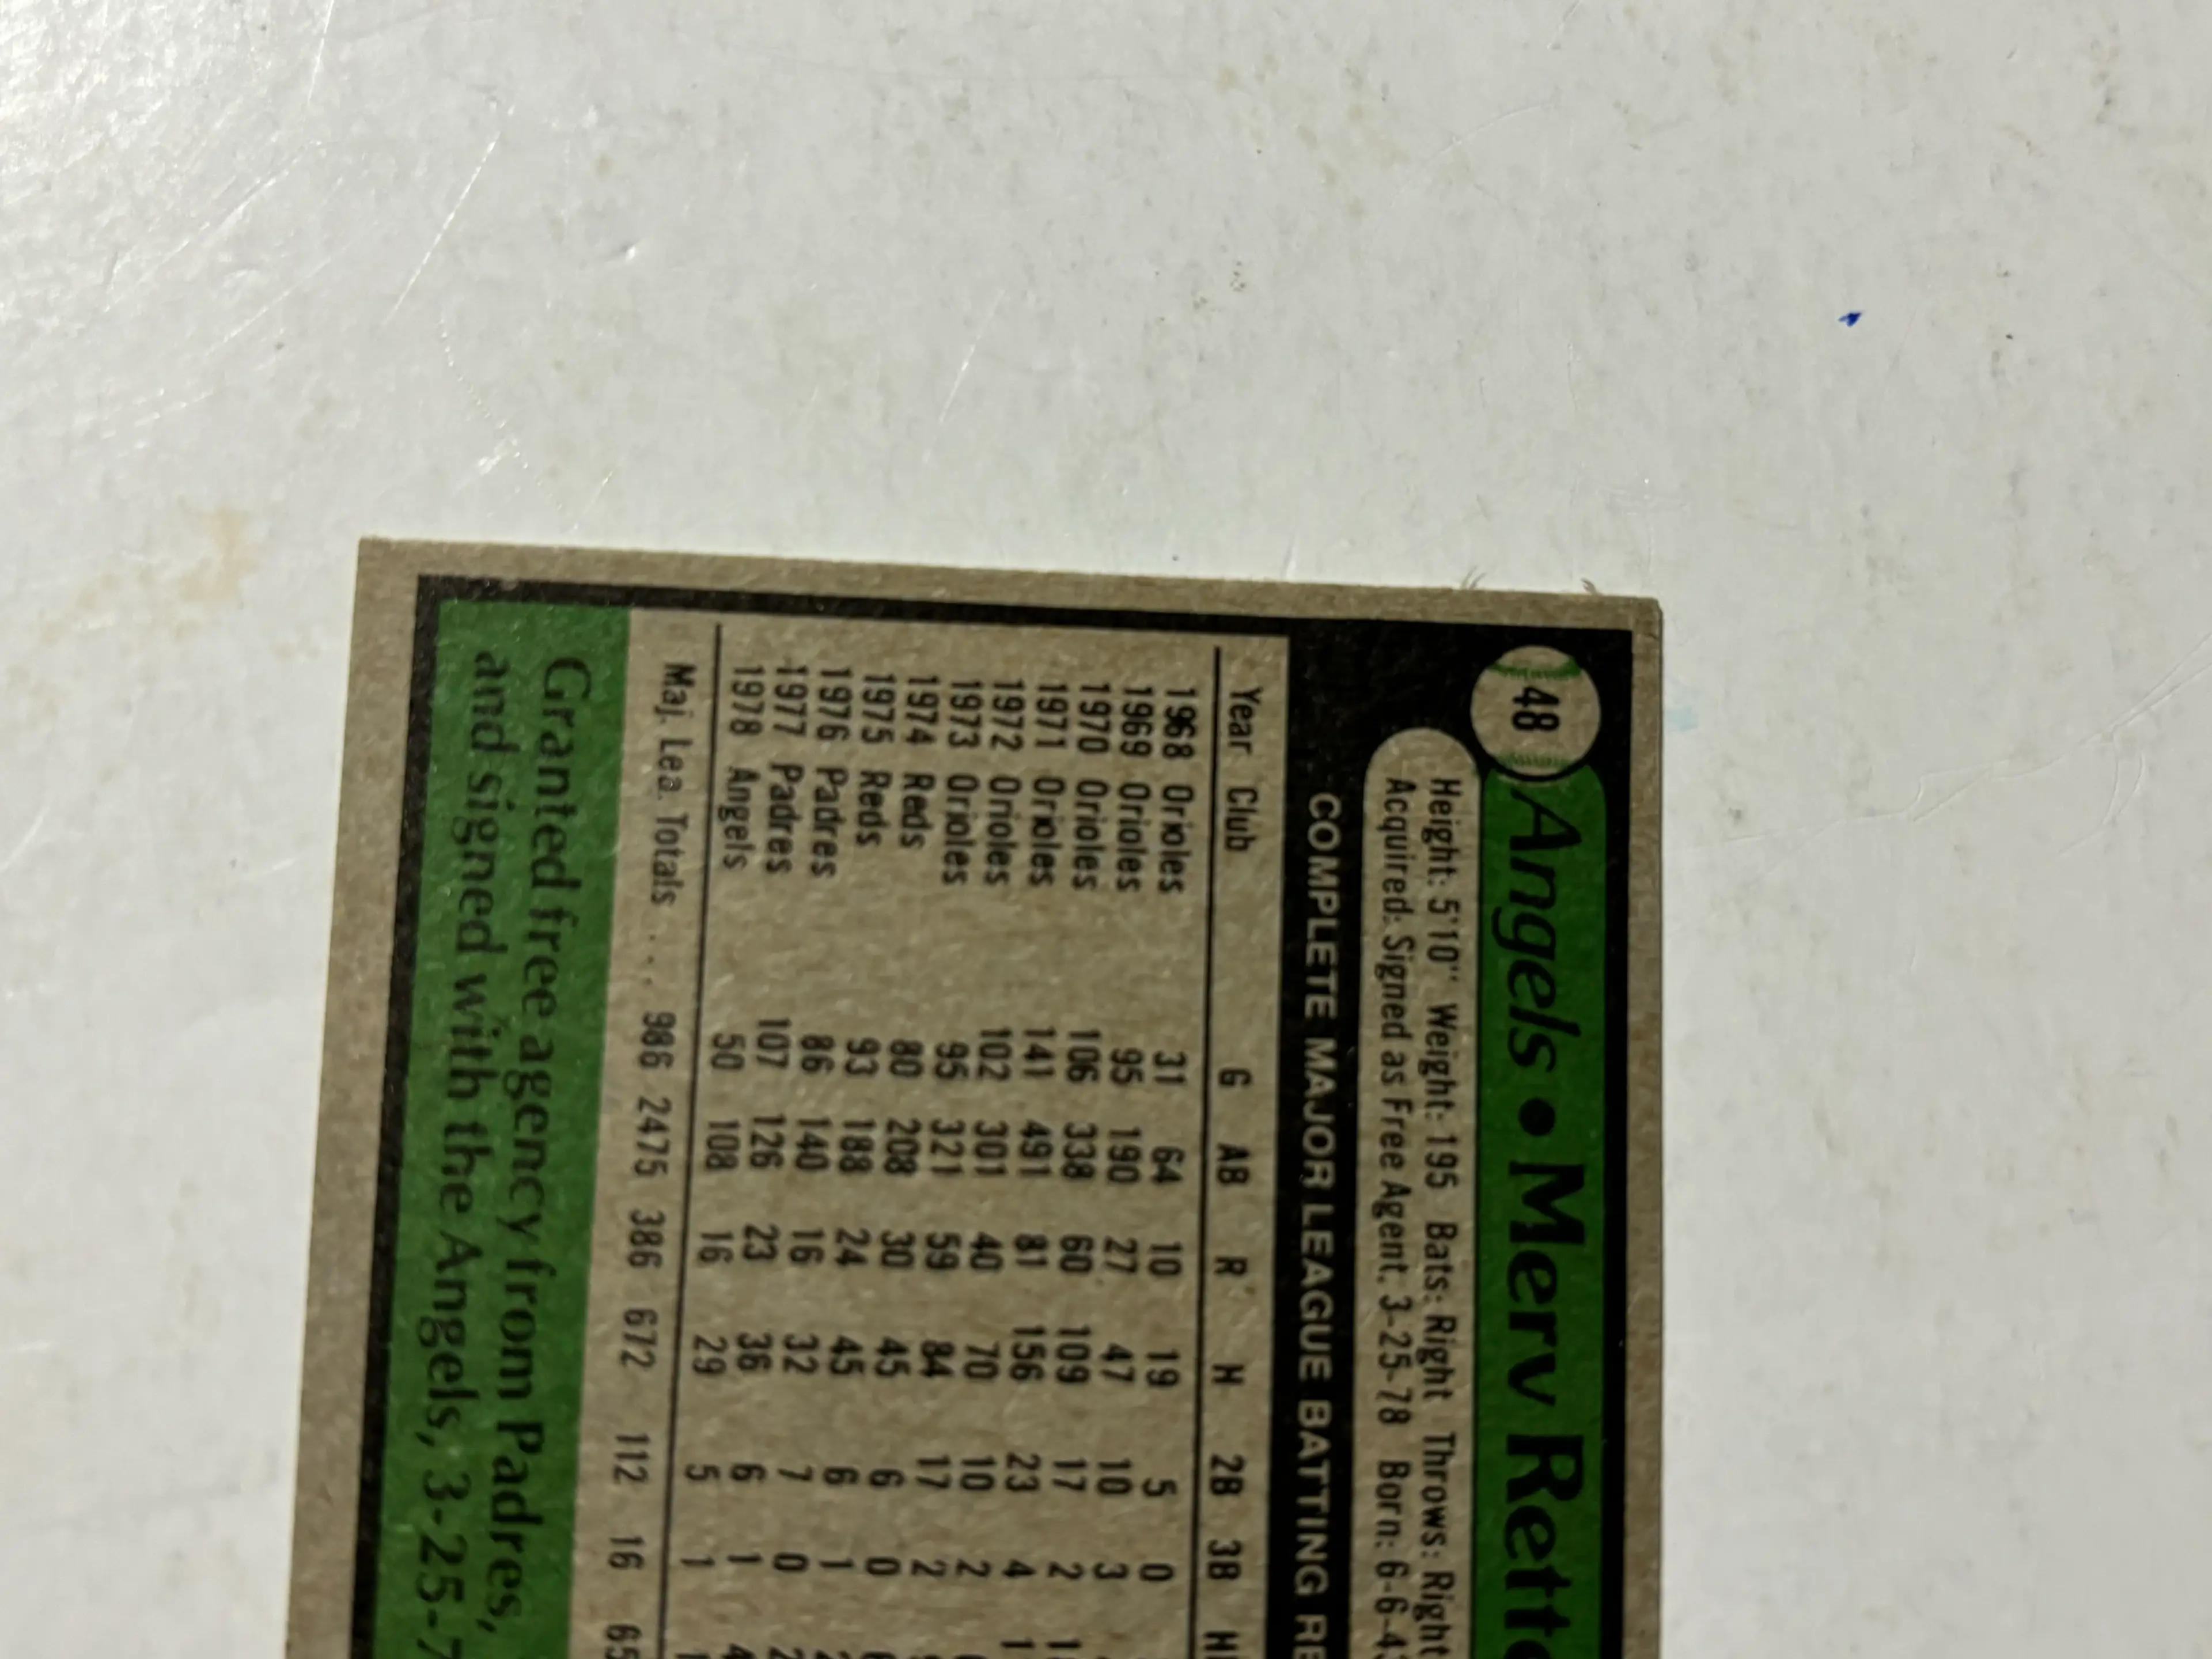 48
Angels • Merv
Height: 5'10" Weight: 195 Bats: Right Throws: Right
Acquired: Signed as Free Agent, 3-25-78 Born:
COMPLETE MAJOR LEAGUE BATTING
Year Club G AB R H 2B 3B
1968 Orioles 31 64 10 19 5 0
1969 Orioles 95 190 27 47 10 3
1970 Orioles 106 338 60 109 17 2
1971 Orioles 141 491 81 156 23 4
1972 Orioles 102 301 40 70 10 2
1973 Orioles 95 321 59 84 17 2
1974 Reds 80 208 30 45 6 0
1975 Reds 93 188 24 45 6 1
1976 Padres 86 140 16 32 7 0
1977 Padres 107 126 23 36 6 1
1978 Angels 50 108 16 29 5 1
Maj. Lea. Totals .... 986 2475 386 672 112 16 65
Granted free agency from Padres,
and signed with the Angels,